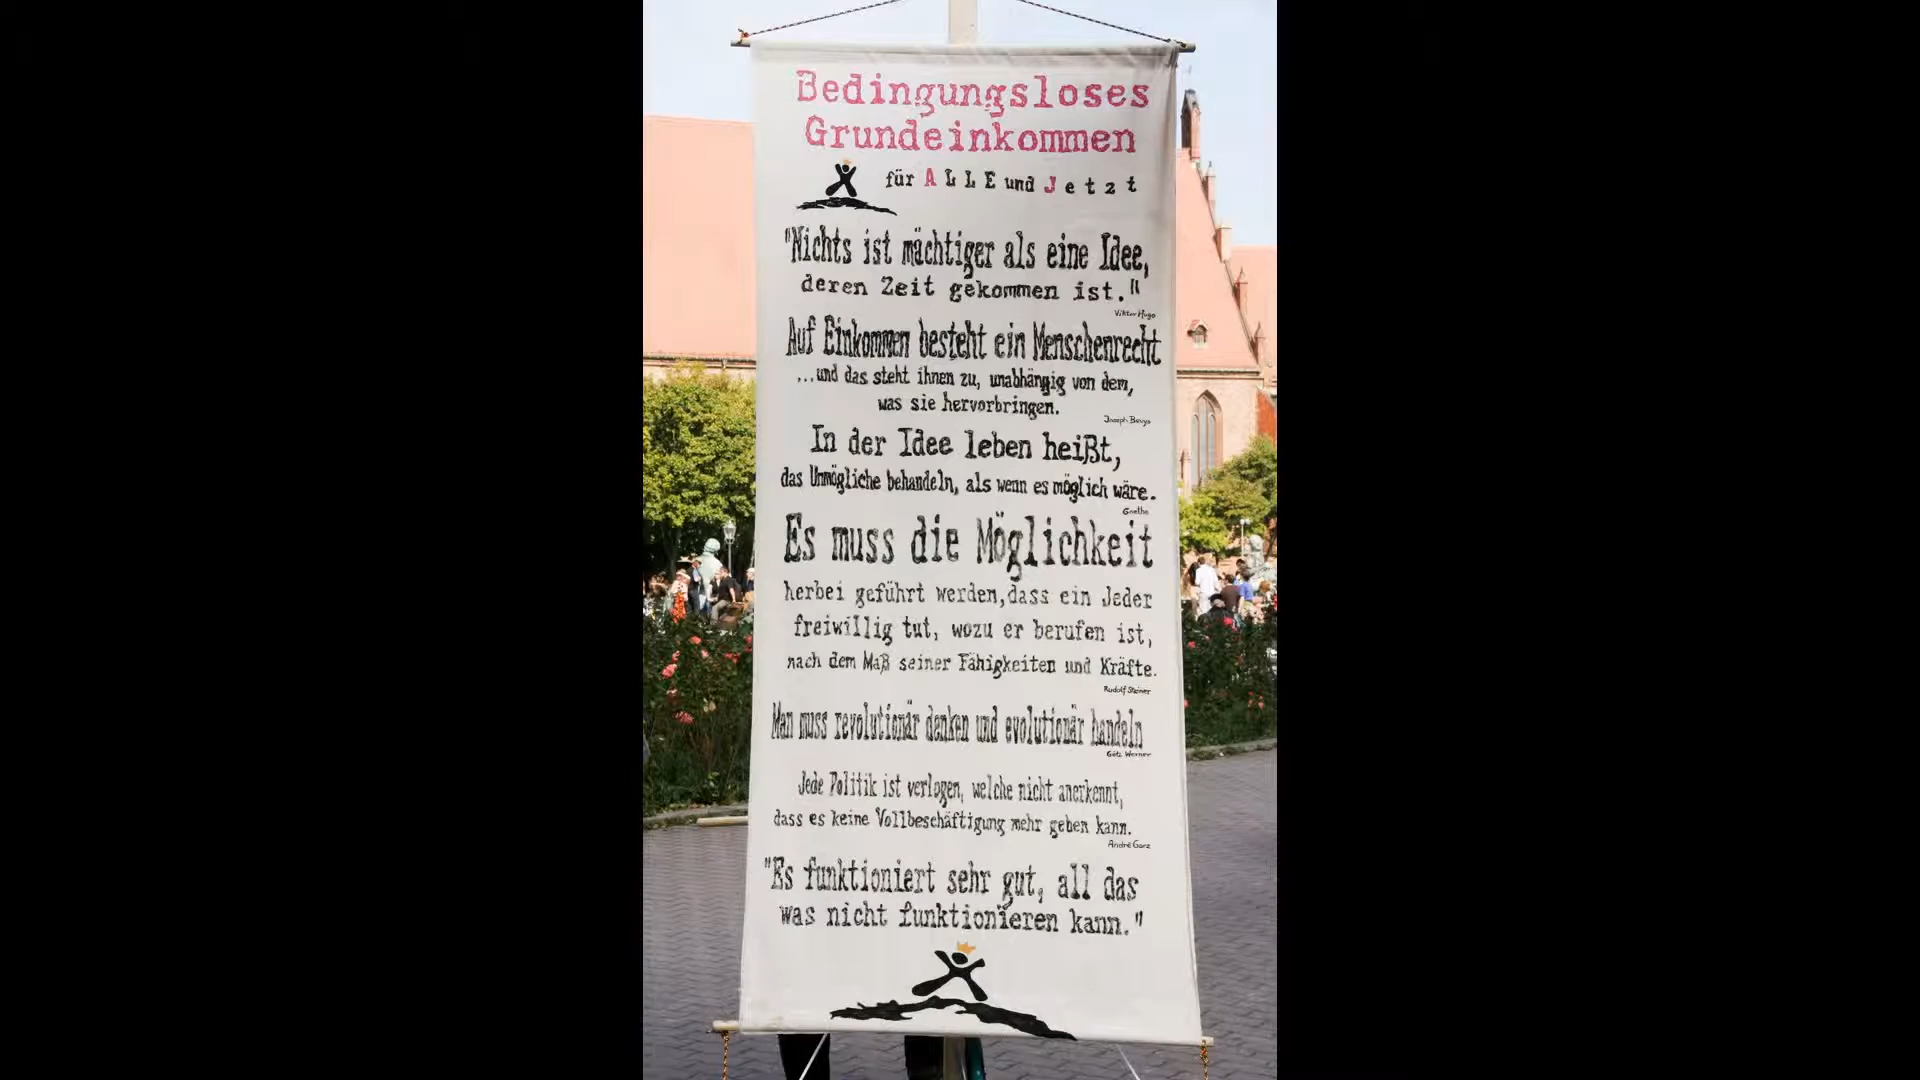 Bedingungsloses
Grundeinkommen
für ALLE und Jetzt
"Nichts ist mächtiger als eine Idee,
deren Zeit gekommen ist."
Viktor Hugo
Auf Einkommen besteht ein Menschenrecht
...und das steht ihnen zu, unabhängig von dem,
was sie hervorbringen.
Joseph Beuys
In der Idee leben heißt,
das Unmögliche behandeln, als wenn es möglich wäre.
Goethe
Es muss die Möglichkeit
herbei geführt werden, dass ein Jeder
freiwillig tut, wozu er berufen ist,
nach dem Maß seiner Fähigkeiten und Kräfte.
Rudolf Steiner
Man muss revolutionär denken und evolutionär handeln
Götz Werner
Jede Politik ist verlogen, welche nicht anerkennt,
dass es keine Vollbeschäftigung mehr geben kann.
André Gorz
"Es funktioniert sehr gut, all das
was nicht funktionieren kann."